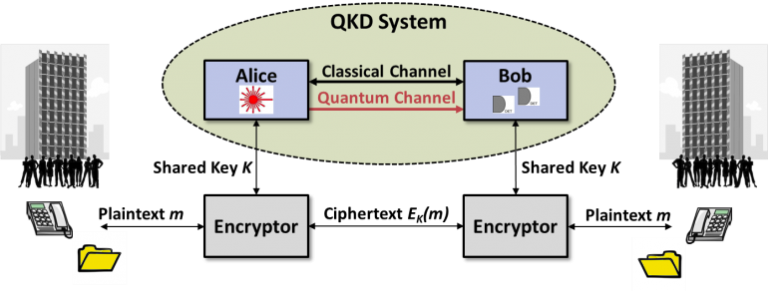 QKD System
Alice
Classical Channel
Bob
Quantum Channel
Shared Key K
Shared Key K
Plaintext m
Encryptor
Ciphertext EK(m)
Encryptor
Plaintext m